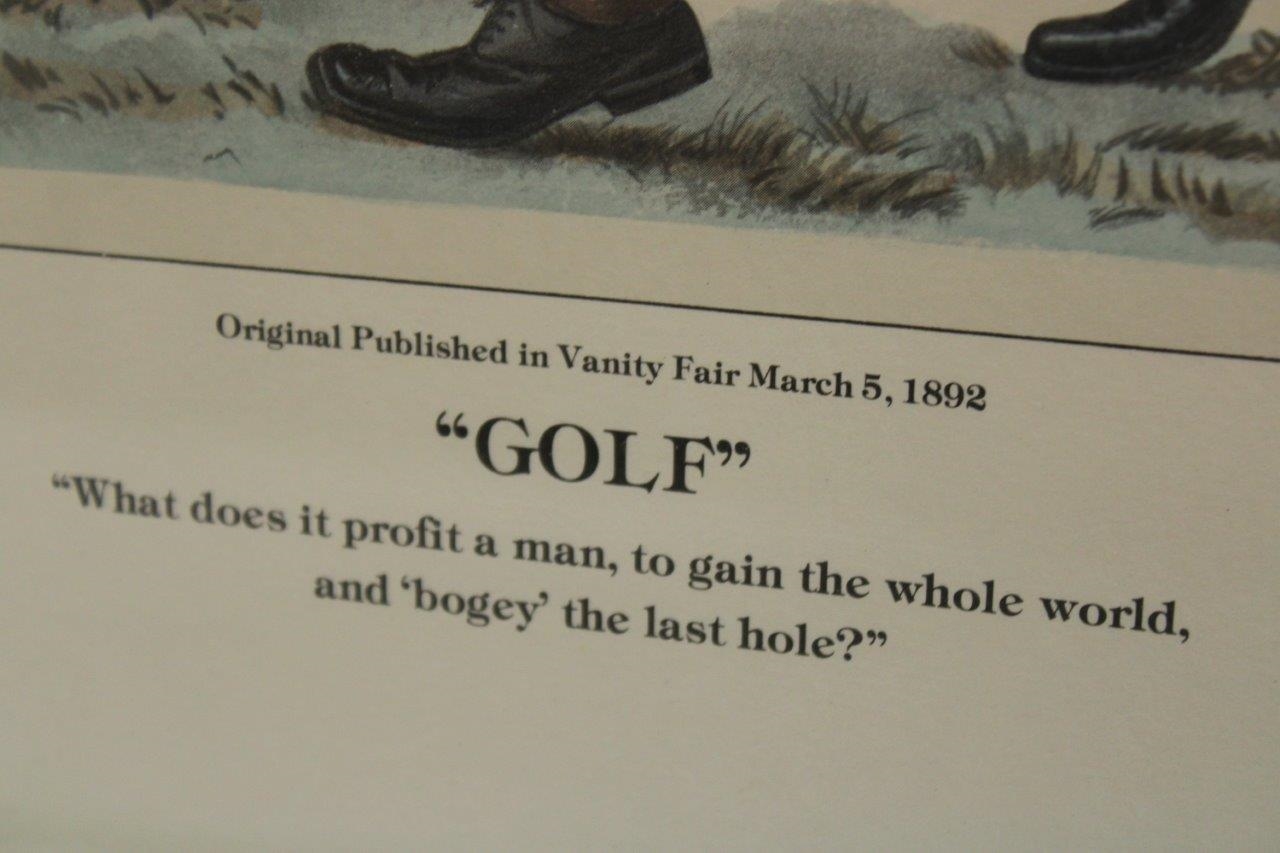 Original Published in Vanity Fair March 5, 1892
“GOLF”
“What does it profit a man, to gain the whole world,
and ‘bogey’ the last hole?”